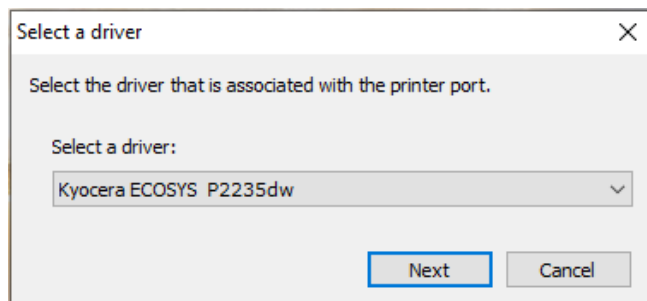 Select a driver
Select the driver that is associated with the printer port.
Select a driver:
Kyocera ECOSYS  P2235dw
Next Cancel